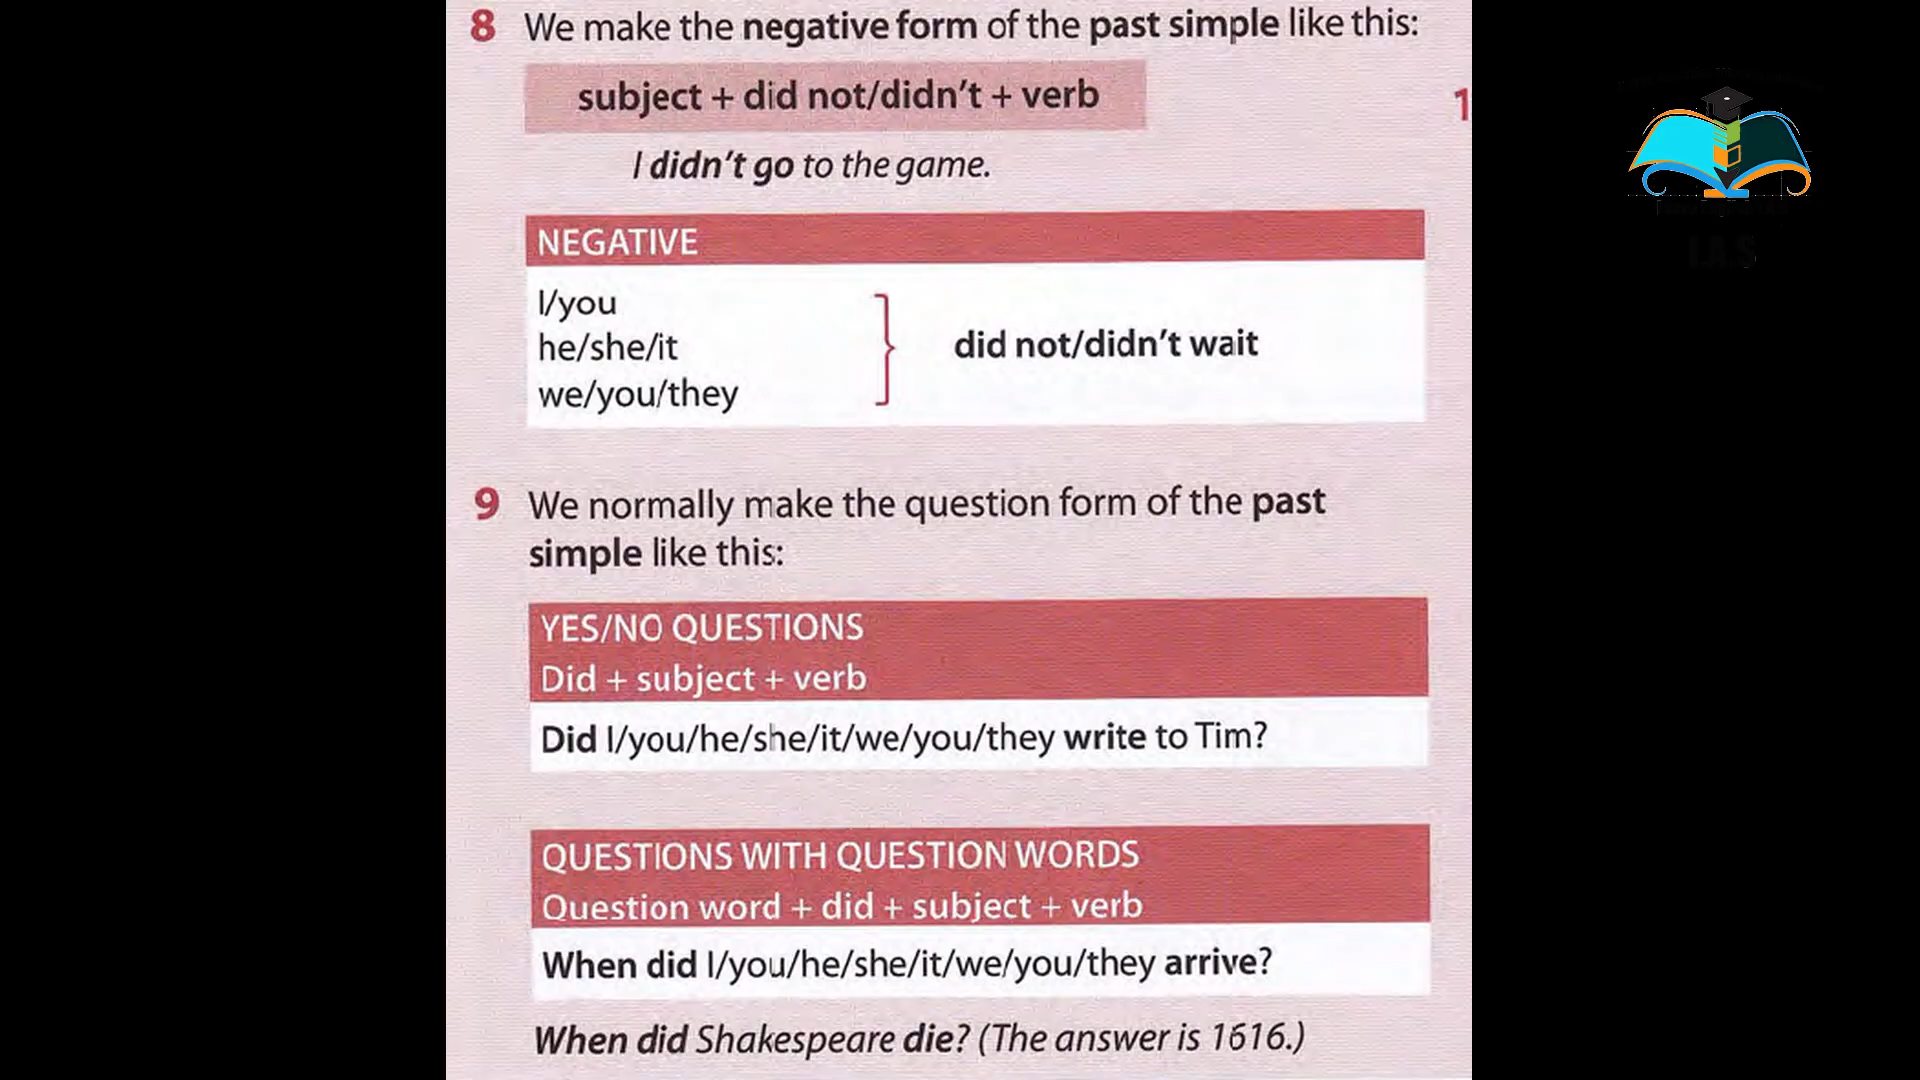 8 We make the negative form of the past simple like this:
subject + did not/didn't + verb
1
I didn't go to the game.
NEGATIVE
I/you
he/she/it
we/you/they
did not/didn't wait
9 We normally make the question form of the past
simple like this:
YES/NO QUESTIONS
Did + subject + verb
Did I/you/he/she/it/we/you/they write to Tim?
QUESTIONS WITH QUESTION WORDS
Question word + did + subject + verb
When did I/you/he/she/it/we/you/they arrive?
When did Shakespeare die? (The answer is 1616.)
I.A.S